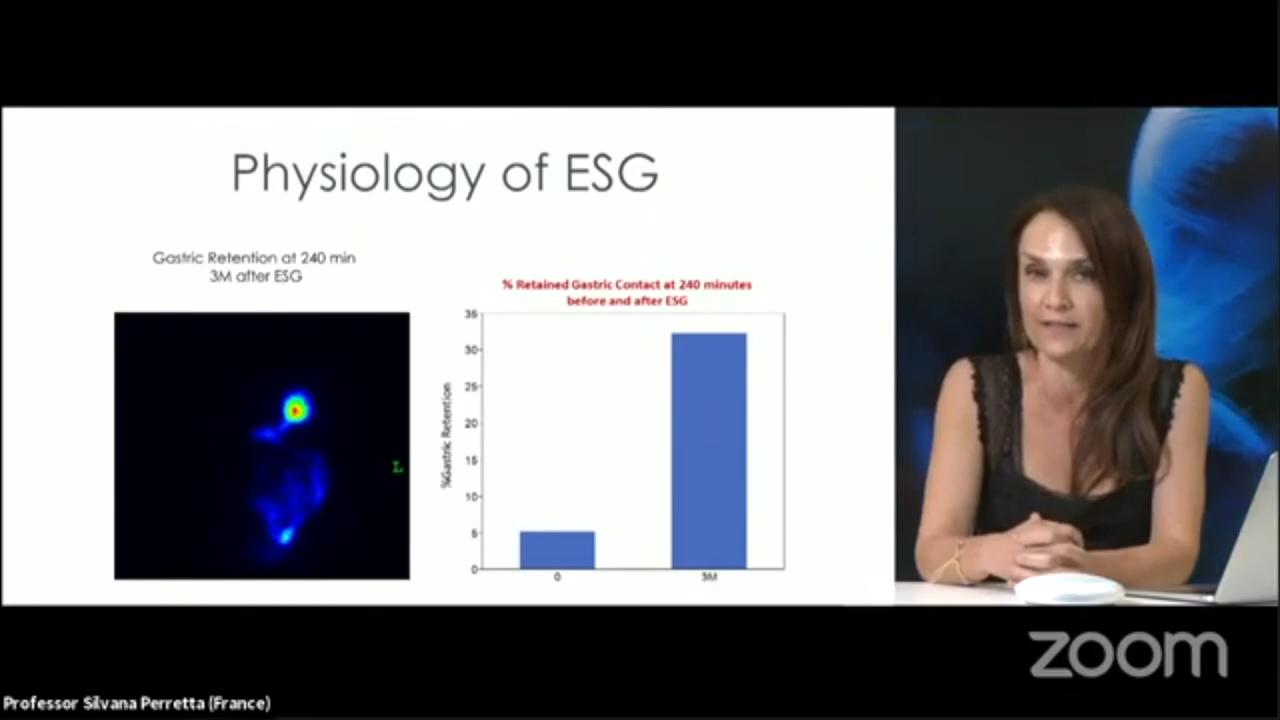 Physiology of ESG
Gastric Retention at 240 min
3M after ESG
% Retained Gastric Contact at 240 minutes
before and after ESG
%Gastric Retention
35
30
25
20
15
10
5
0
0
3M
L
zoom
Professor Silvana Perretta (France)